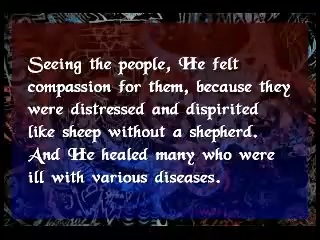 Seeing the people, He felt
compassion for them, because they
were distressed and dispirited
like sheep without a shepherd.
And He healed many who were
ill with various diseases.